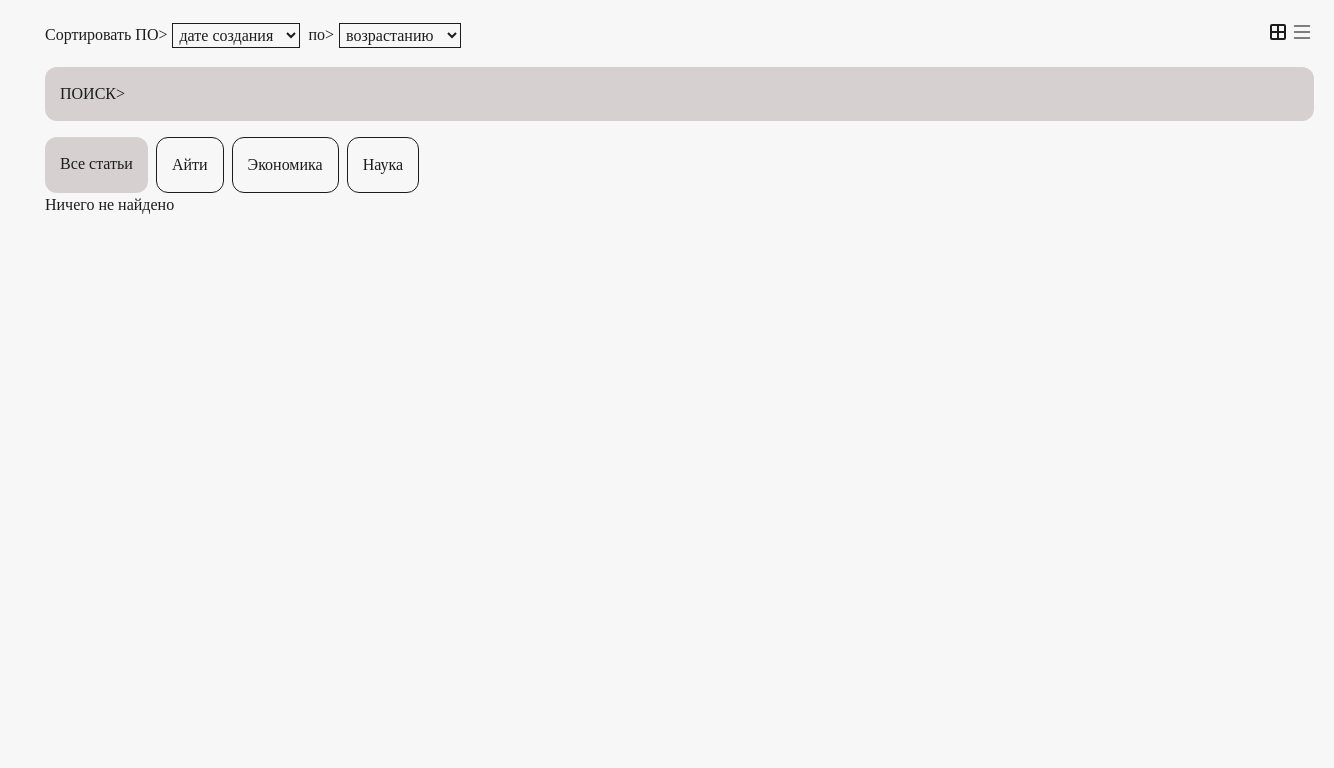 Сортировать ПО> дате создания по> возрастанию
ПОИСК>
Все статьи Айти Экономика Наука
Ничего не найдено